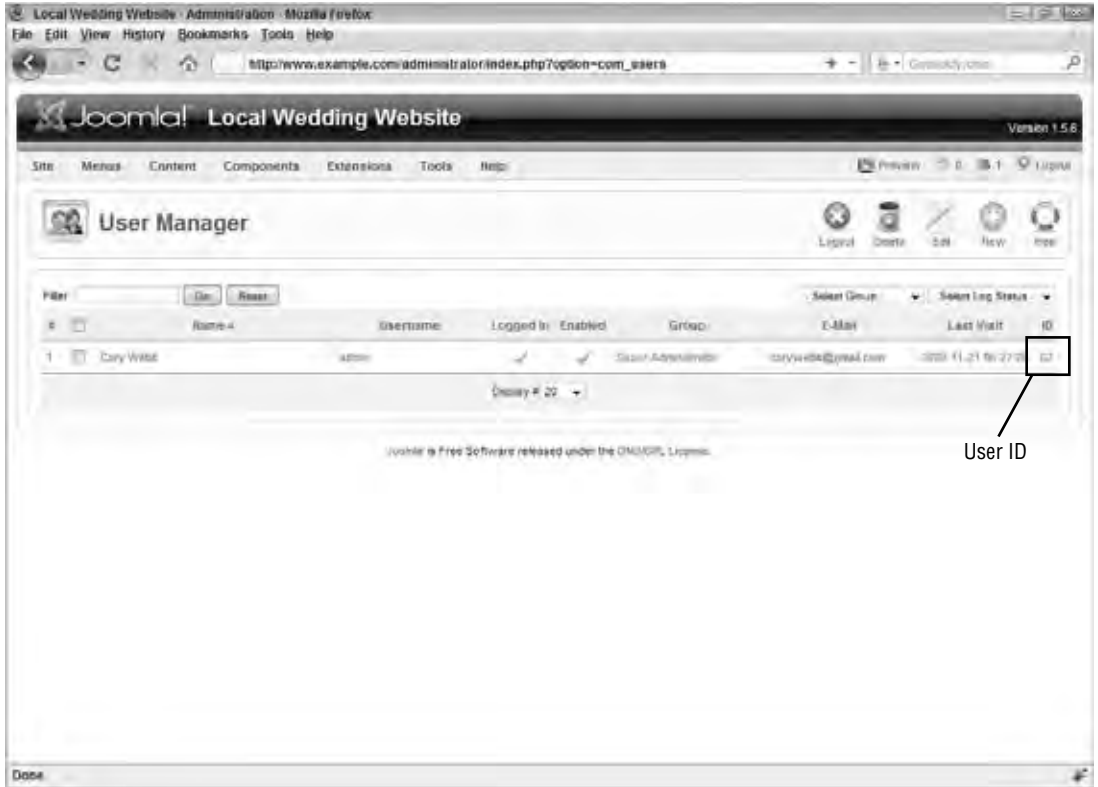 Local Wedding Website - Administration - Mozilla Firefox
File Edit View History Bookmarks Tools Help
http://www.example.com/administrator/index.php?option=com_users
Joomla! Local Wedding Website
Version 1.5.8
Site Menus Content Components Extensions Tools Help
Preview 0 1 Logout
User Manager
Logout Delete Edit New Help
Filter Go Reset
Select Group Select Log Status
# Name Username Logged In Enabled Group E-Mail Last Visit ID
1 Cory Webb admin Super Administrator
Display # 20
Joomla! is Free Software released under the GNU/GPL License.
User ID
Done